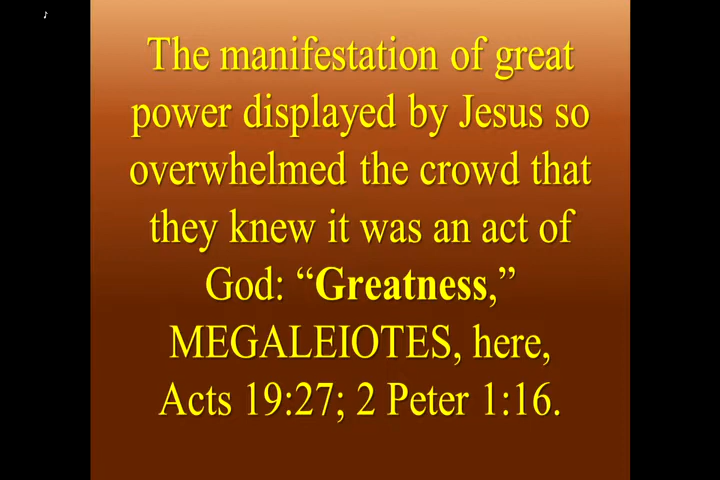 The manifestation of great
power displayed by Jesus so
overwhelmed the crowd that
they knew it was an act of
God: “Greatness,”
MEGALEIOTES, here,
Acts 19:27; 2 Peter 1:16.